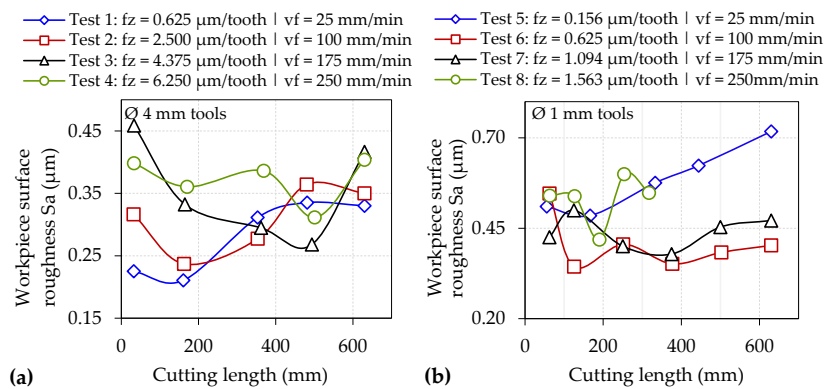 Test 1: fz = 0.625 µm/tooth | vf = 25 mm/min
Test 2: fz = 2.500 µm/tooth | vf = 100 mm/min
Test 3: fz = 4.375 µm/tooth | vf = 175 mm/min
Test 4: fz = 6.250 µm/tooth | vf = 250 mm/min
Ø 4 mm tools
Workpiece surface
roughness Sa (µm)
0.45
0.35
0.25
0.15
0 200 400 600
Cutting length (mm)
(a)
Test 5: fz = 0.156 µm/tooth | vf = 25 mm/min
Test 6: fz = 0.625 µm/tooth | vf = 100 mm/min
Test 7: fz = 1.094 µm/tooth | vf = 175 mm/min
Test 8: fz = 1.563 µm/tooth | vf = 250mm/min
Ø 1 mm tools
Workpiece surface
roughness Sa (µm)
0.70
0.45
0.20
0 200 400 600
Cutting length (mm)
(b)